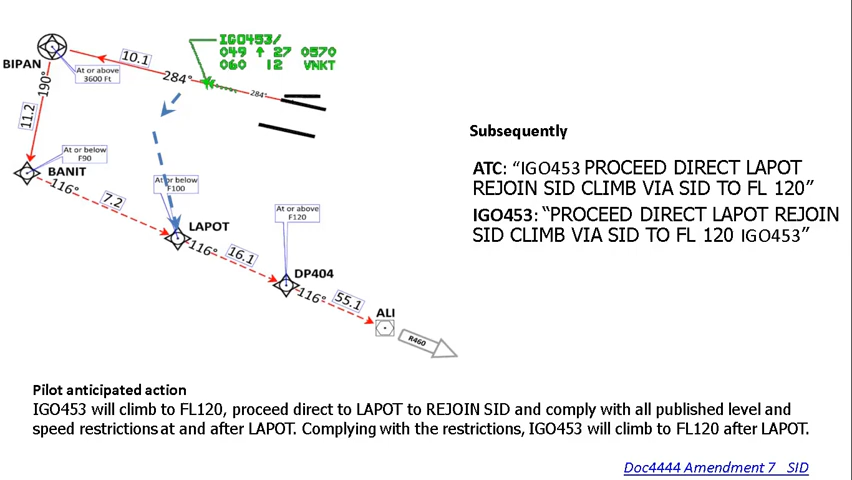 IGO453/
049 ↑ 27 0570
060 12 VNKT
BIPAN
10.1
284°
284°
At or above
3600 Ft
190°
11.2
At or below
F90
BANIT
116°
7.2
At or below
F100
LAPOT
116°
16.1
At or above
F120
DP404
116°
55.1
ALI
R460
Subsequently
ATC: “IGO453 PROCEED DIRECT LAPOT
REJOIN SID CLIMB VIA SID TO FL 120”
IGO453: “PROCEED DIRECT LAPOT REJOIN
SID CLIMB VIA SID TO FL 120 IGO453”
Pilot anticipated action
IGO453 will climb to FL120, proceed direct to LAPOT to REJOIN SID and comply with all published level and
speed restrictions at and after LAPOT. Complying with the restrictions, IGO453 will climb to FL120 after LAPOT.
Doc4444 Amendment 7 SID